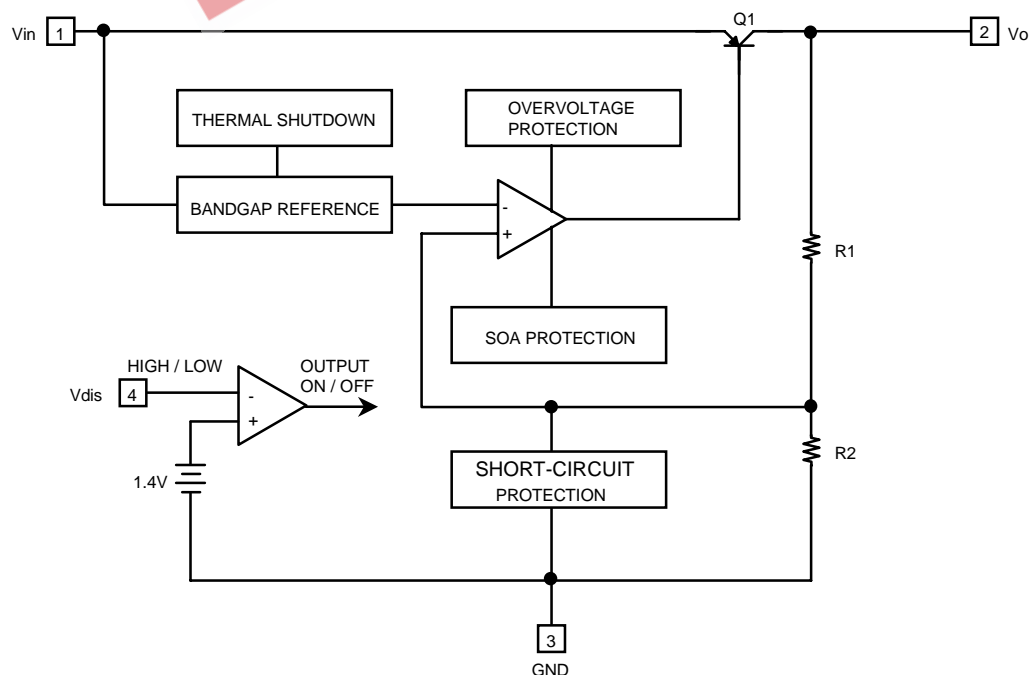 Q1
Vin 1
2 Vo
THERMAL SHUTDOWN
OVERVOLTAGE
PROTECTION
BANDGAP REFERENCE
-
+
R1
SOA PROTECTION
HIGH / LOW
OUTPUT
ON / OFF
Vdis 4
-
+
1.4V
SHORT-CIRCUIT
PROTECTION
R2
3
GND